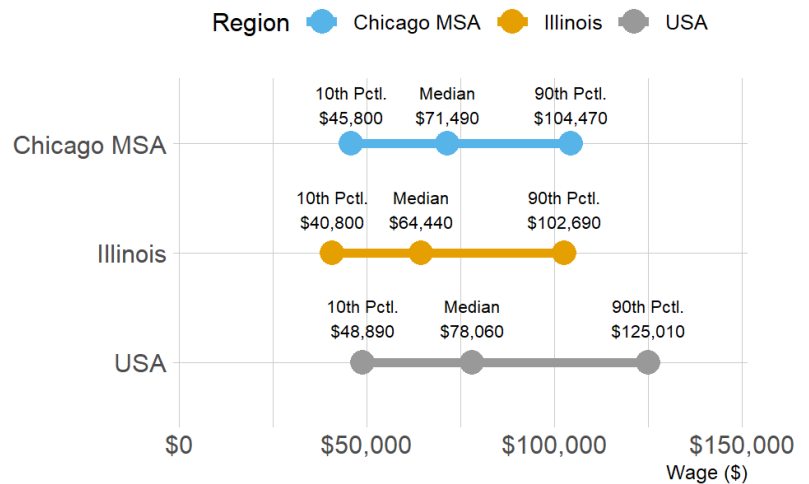 Region Chicago MSA Illinois USA
10th Pctl. Median 90th Pctl.
$45,800 $71,490 $104,470
Chicago MSA
10th Pctl. Median 90th Pctl.
$40,800 $64,440 $102,690
Illinois
10th Pctl. Median 90th Pctl.
$48,890 $78,060 $125,010
USA
$0 $50,000 $100,000 $150,000
Wage ($)